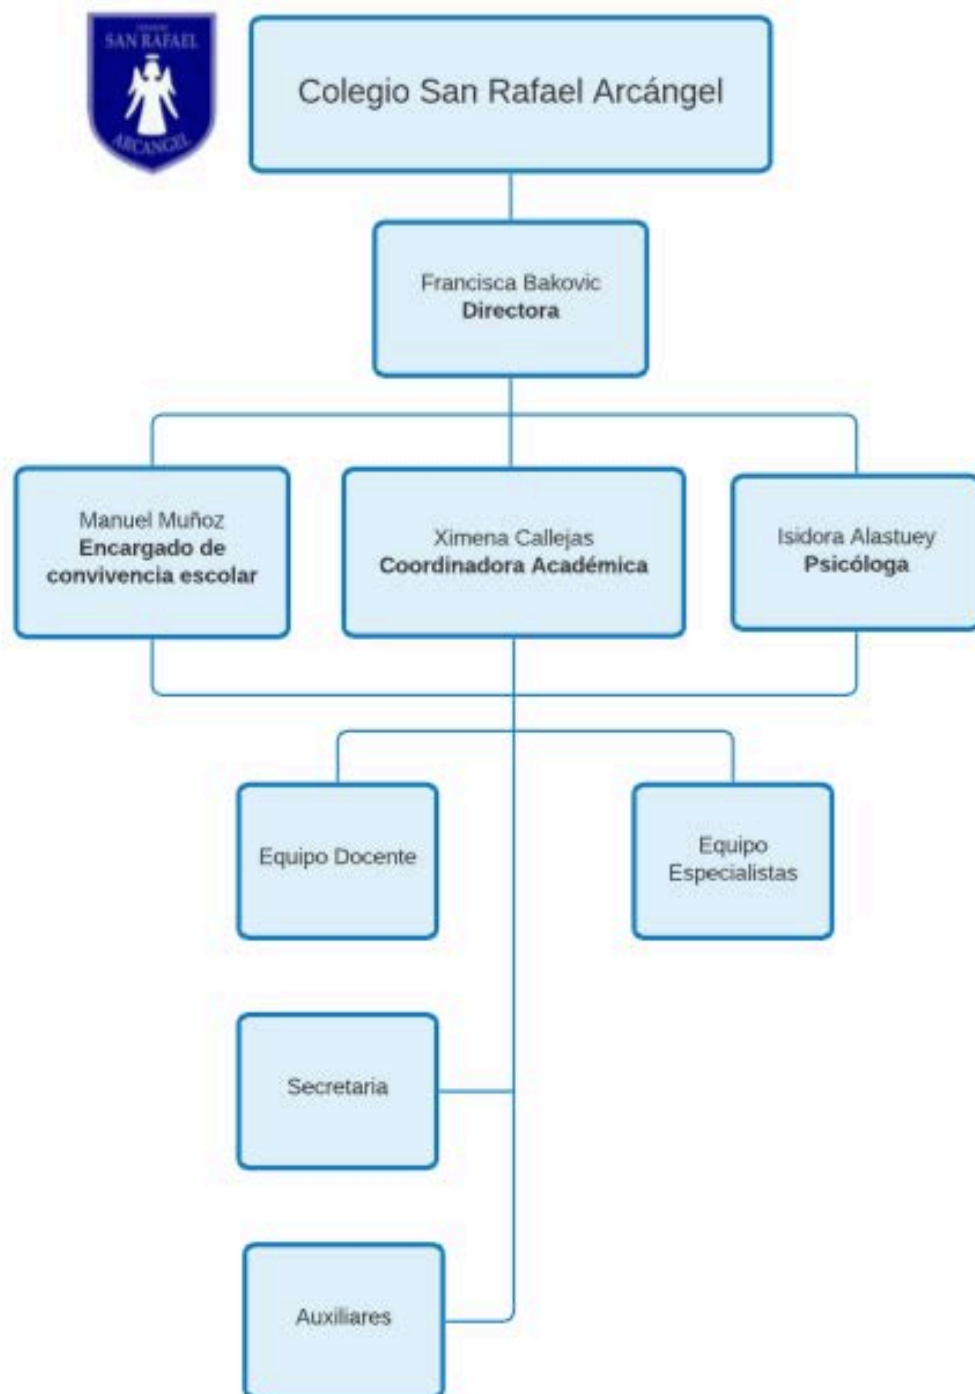 COLEGIO
SAN RAFAEL
ARCANGEL
Colegio San Rafael Arcángel
Francisca Bakovic
Directora
Manuel Muñoz
Encargado de
convivencia escolar
Ximena Callejas
Coordinadora Académica
Isidora Alastuey
Psicóloga
Equipo Docente
Equipo
Especialistas
Secretaria
Auxiliares